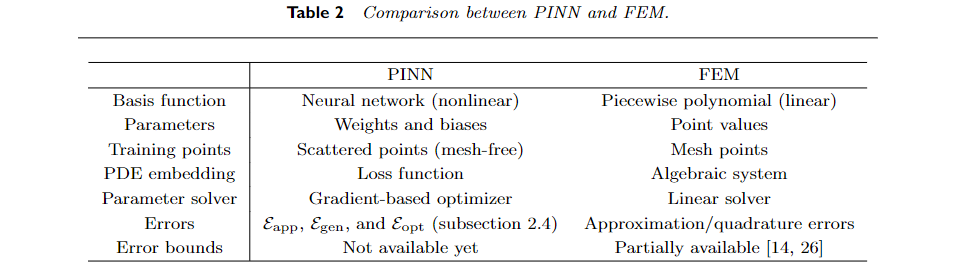 Table 2 Comparison between PINN and FEM.
PINN FEM
Basis function Neural network (nonlinear) Piecewise polynomial (linear)
Parameters Weights and biases Point values
Training points Scattered points (mesh-free) Mesh points
PDE embedding Loss function Algebraic system
Parameter solver Gradient-based optimizer Linear solver
Errors ℰapp, ℰgen, and ℰopt (subsection 2.4) Approximation/quadrature errors
Error bounds Not available yet Partially available [14, 26]